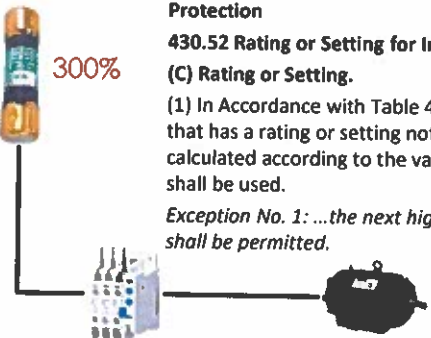 Protection
430.52 Rating or Setting for I
(C) Rating or Setting.
300%
(1) In Accordance with Table 4
that has a rating or setting not
calculated according to the va
shall be used.
Exception No. 1: ...the next hig
shall be permitted.